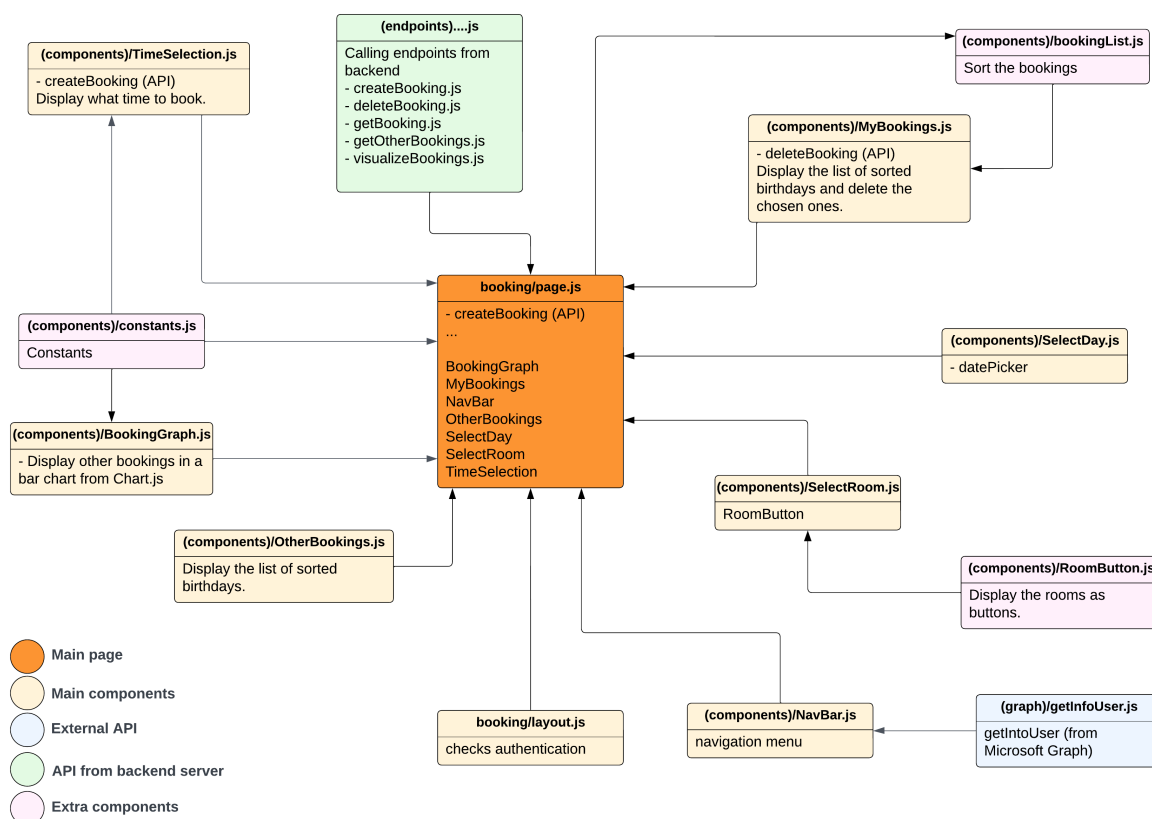 (components)/TimeSelection.js
- createBooking (API)
Display what time to book.
(endpoints)....js
Calling endpoints from
backend
- createBooking.js
- deleteBooking.js
- getBooking.js
- getOtherBookings.js
- visualizeBookings.js
(components)/bookingList.js
Sort the bookings
(components)/MyBookings.js
- deleteBooking (API)
Display the list of sorted
birthdays and delete the
chosen ones.
booking/page.js
- createBooking (API)
...
BookingGraph
MyBookings
NavBar
OtherBookings
SelectDay
SelectRoom
TimeSelection
(components)/constants.js
Constants
(components)/SelectDay.js
- datePicker
(components)/BookingGraph.js
- Display other bookings in a
bar chart from Chart.js
(components)/SelectRoom.js
RoomButton
(components)/OtherBookings.js
Display the list of sorted
birthdays.
(components)/RoomButton.js
Display the rooms as
buttons.
Main page
Main components
External API
API from backend server
Extra components
booking/layout.js
checks authentication
(components)/NavBar.js
navigation menu
(graph)/getInfoUser.js
getIntoUser (from
Microsoft Graph)